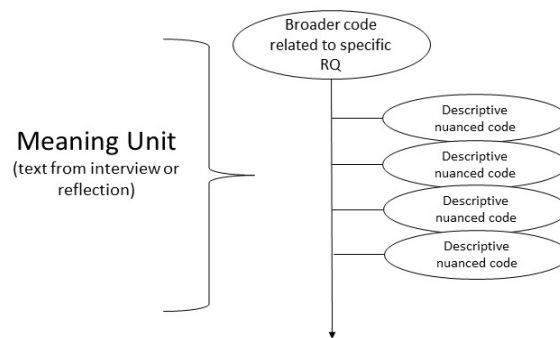 Broader code
related to specific
RQ
Meaning Unit
(text from interview or
reflection)
Descriptive
nuanced code
Descriptive
nuanced code
Descriptive
nuanced code
Descriptive
nuanced code